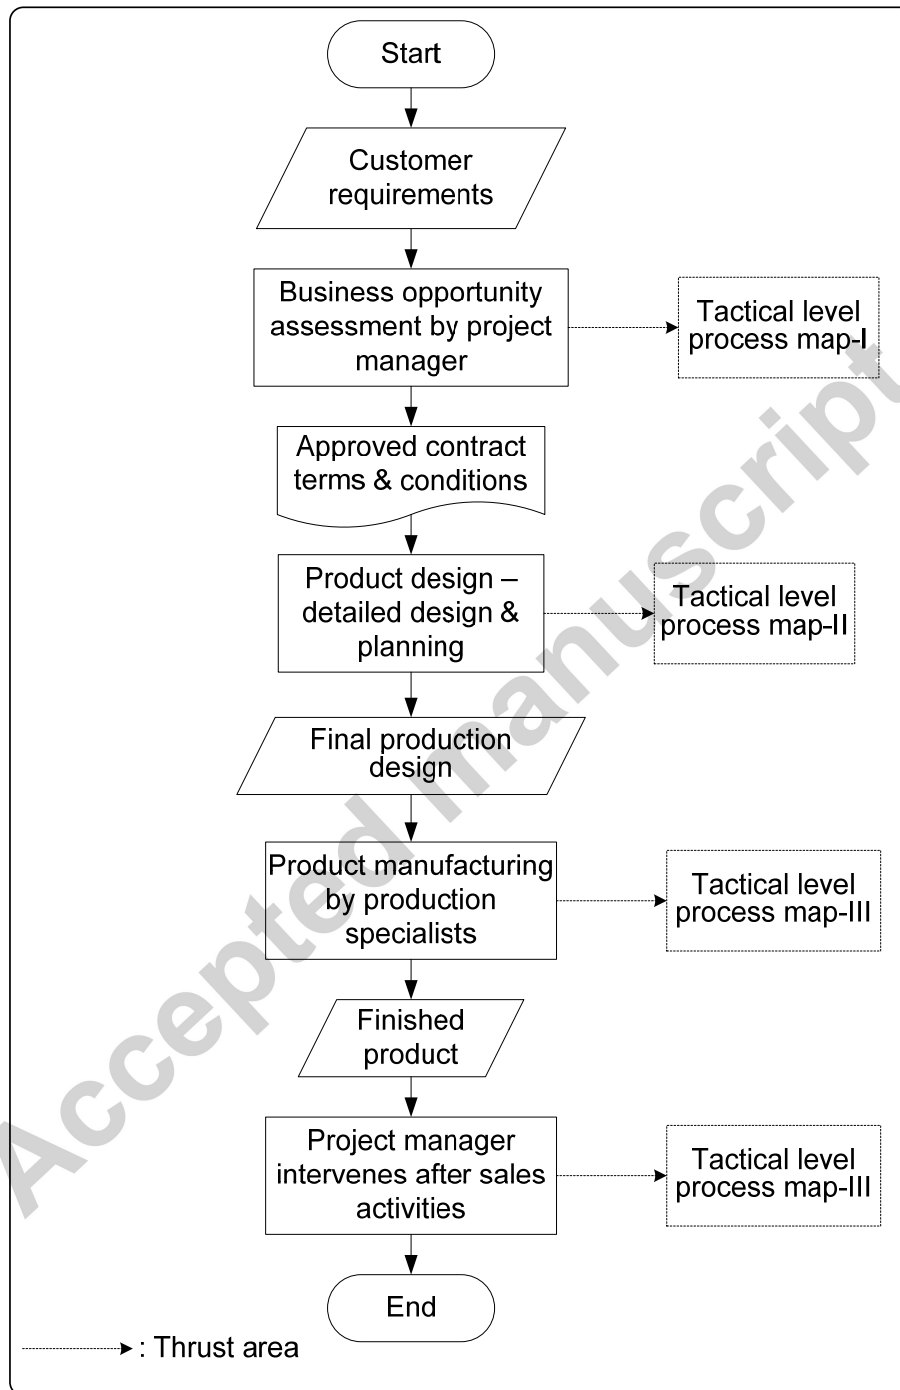 Start
Customer
requirements
Business opportunity
assessment by project
manager
Tactical level
process map-I
Approved contract
terms & conditions
Product design –
detailed design &
planning
Tactical level
process map-II
Final production
design
Product manufacturing
by production
specialists
Tactical level
process map-III
Finished
product
Project manager
intervenes after sales
activities
Tactical level
process map-III
End
: Thrust area
Accepted manuscript